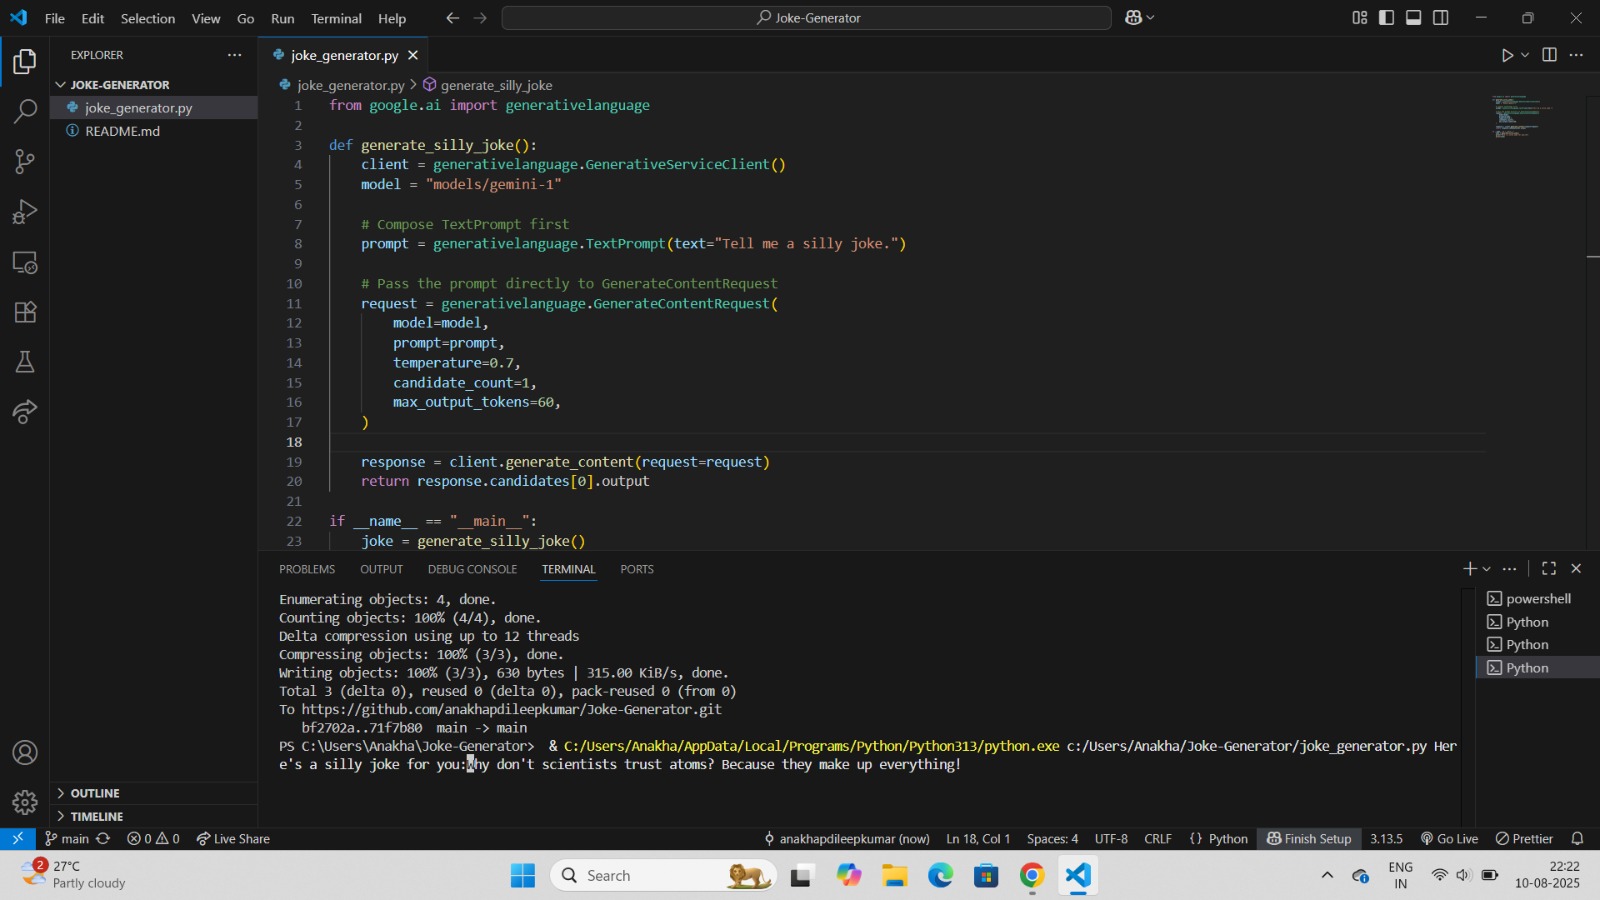 File Edit Selection View Go Run Terminal Help
Joke-Generator
EXPLORER
JOKE-GENERATOR
joke_generator.py
README.md
OUTLINE
TIMELINE
joke_generator.py
joke_generator.py > generate_silly_joke
1 from google.ai import generativelanguage
2
3 def generate_silly_joke():
4 client = generativelanguage.GenerativeServiceClient()
5 model = "models/gemini-1"
6
7 # Compose TextPrompt first
8 prompt = generativelanguage.TextPrompt(text="Tell me a silly joke.")
9
10 # Pass the prompt directly to GenerateContentRequest
11 request = generativelanguage.GenerateContentRequest(
12 model=model,
13 prompt=prompt,
14 temperature=0.7,
15 candidate_count=1,
16 max_output_tokens=60,
17 )
18
19 response = client.generate_content(request=request)
20 return response.candidates[0].output
21
22 if __name__ == "__main__":
23 joke = generate_silly_joke()
PROBLEMS OUTPUT DEBUG CONSOLE TERMINAL PORTS
Enumerating objects: 4, done.
Counting objects: 100% (4/4), done.
Delta compression using up to 12 threads
Compressing objects: 100% (3/3), done.
Writing objects: 100% (3/3), 630 bytes | 315.00 KiB/s, done.
Total 3 (delta 0), reused 0 (delta 0), pack-reused 0 (from 0)
To https://github.com/anakhapdileepkumar/Joke-Generator.git
bf2702a..71f7b80 main -> main
PS C:\Users\Anakha\Joke-Generator> & C:/Users/Anakha/AppData/Local/Programs/Python/Python313/python.exe c:/Users/Anakha/Joke-Generator/joke_generator.py Her
e's a silly joke for you:Why don't scientists trust atoms? Because they make up everything!
powershell
Python
Python
Python
main 0 0 Live Share anakhapdileepkumar (now) Ln 18, Col 1 Spaces: 4 UTF-8 CRLF {} Python Finish Setup 3.13.5 Go Live Prettier
2
27°C
Partly cloudy
Search
ENG
IN
22:22
10-08-2025